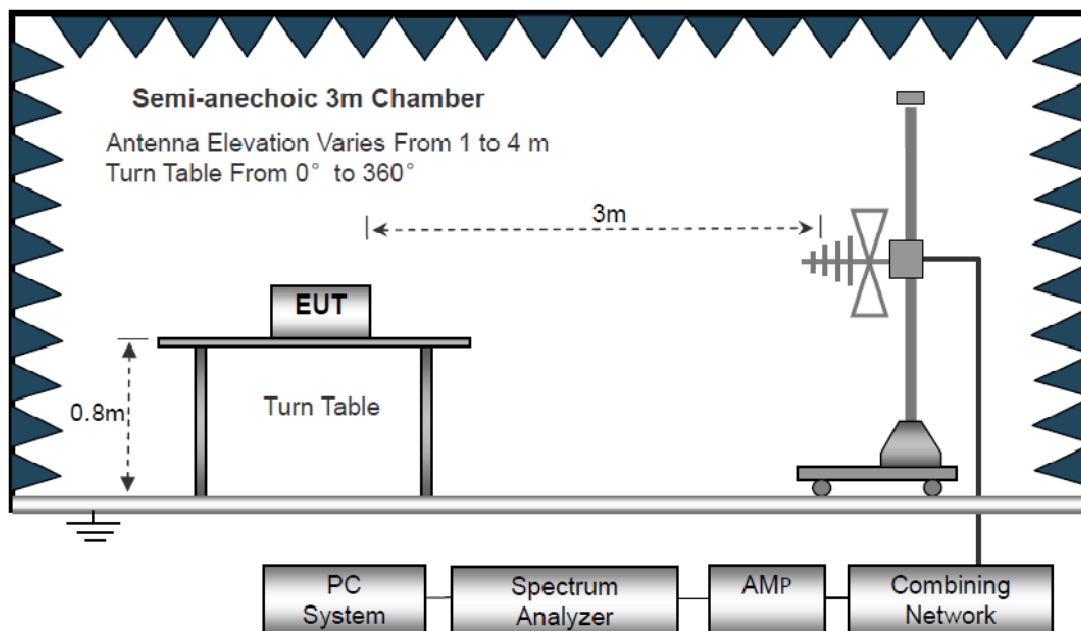 Semi-anechoic 3m Chamber
Antenna Elevation Varies From 1 to 4 m
Turn Table From 0° to 360°
3m
EUT
0.8m
Turn Table
PC
System
Spectrum
Analyzer
AMP
Combining
Network